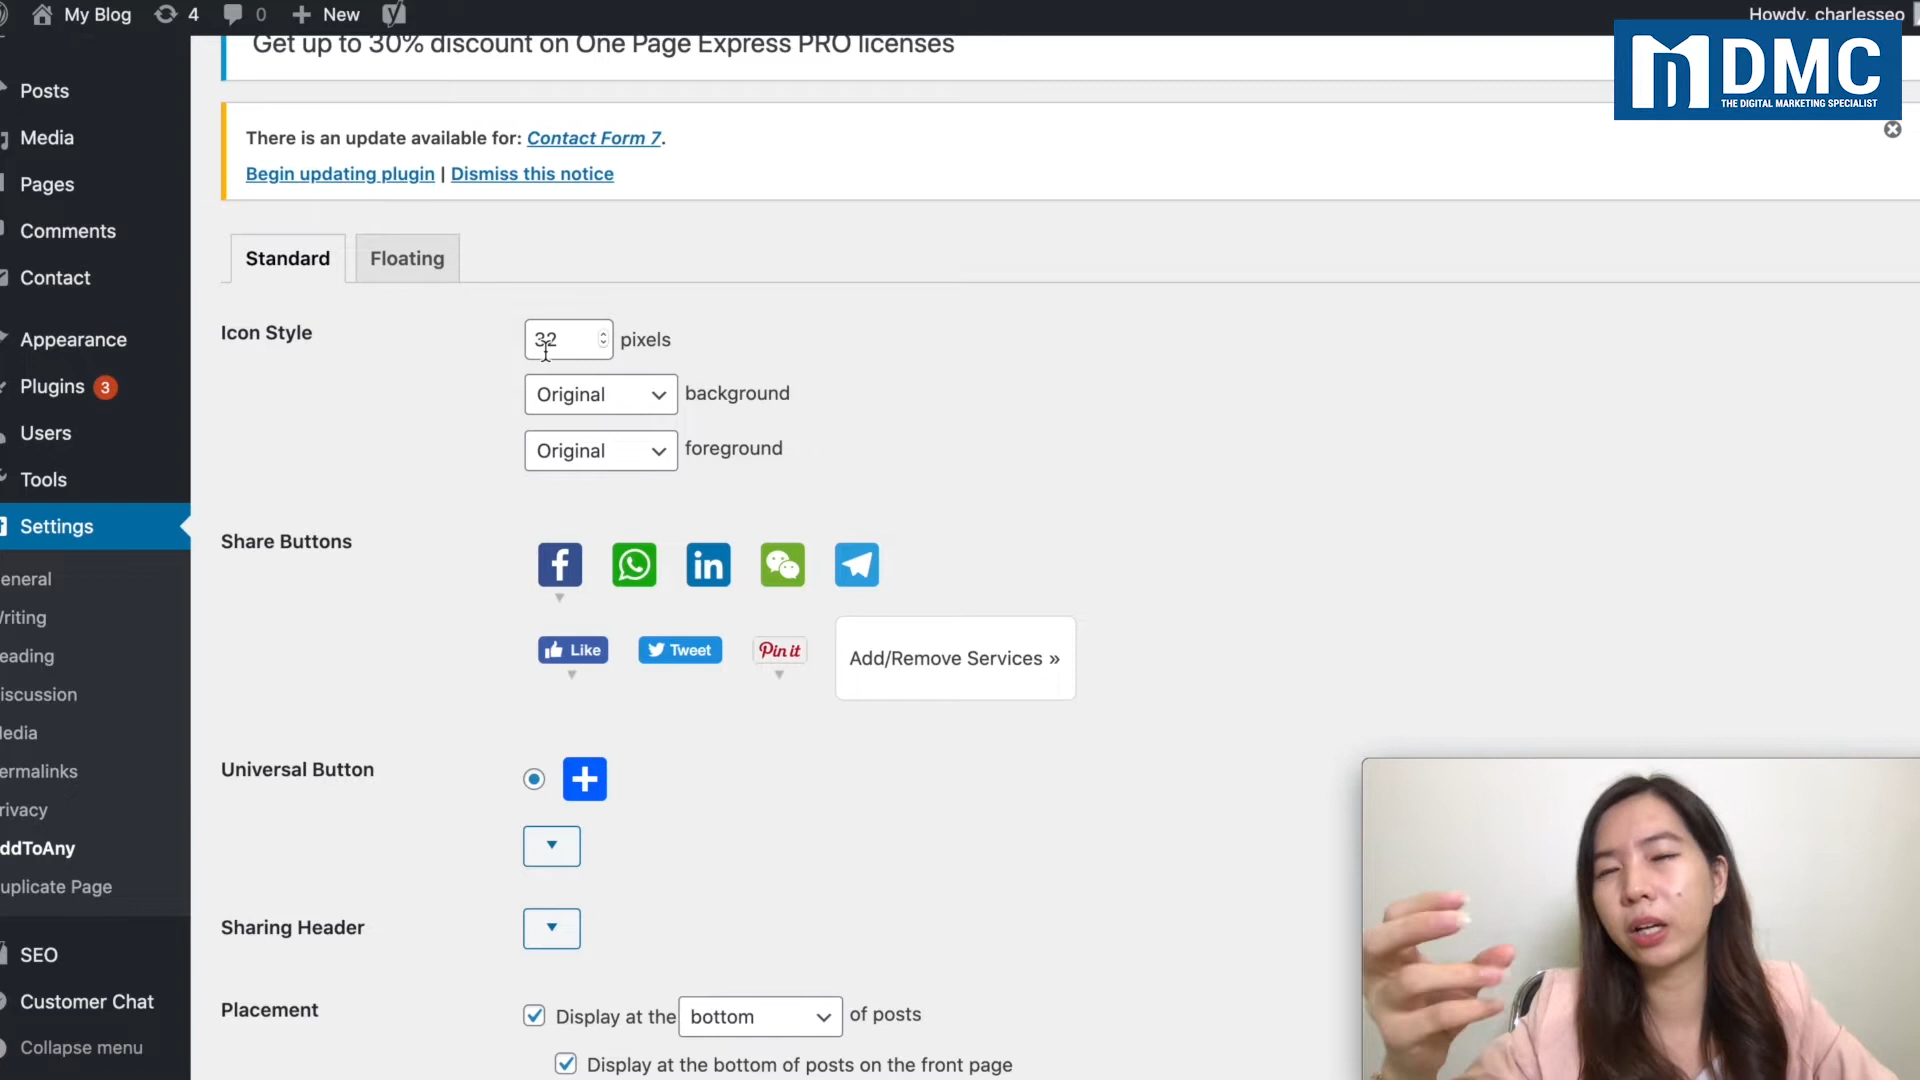 My Blog
4
0
New
Howdy, charlesseo
Get up to 30% discount on One Page Express PRO licenses
DMC
THE DIGITAL MARKETING SPECIALIST
There is an update available for: Contact Form 7.
Begin updating plugin | Dismiss this notice
Posts
Media
Pages
Comments
Contact
Appearance
Plugins 3
Users
Tools
Settings
eneral
riting
eading
iscussion
edia
ermalinks
rivacy
ddToAny
uplicate Page
SEO
Customer Chat
Collapse menu
Standard
Floating
Icon Style
32 pixels
Original background
Original foreground
Share Buttons
Like
Tweet
Pin it
Add/Remove Services »
Universal Button
Sharing Header
Placement
Display at the bottom of posts
Display at the bottom of posts on the front page